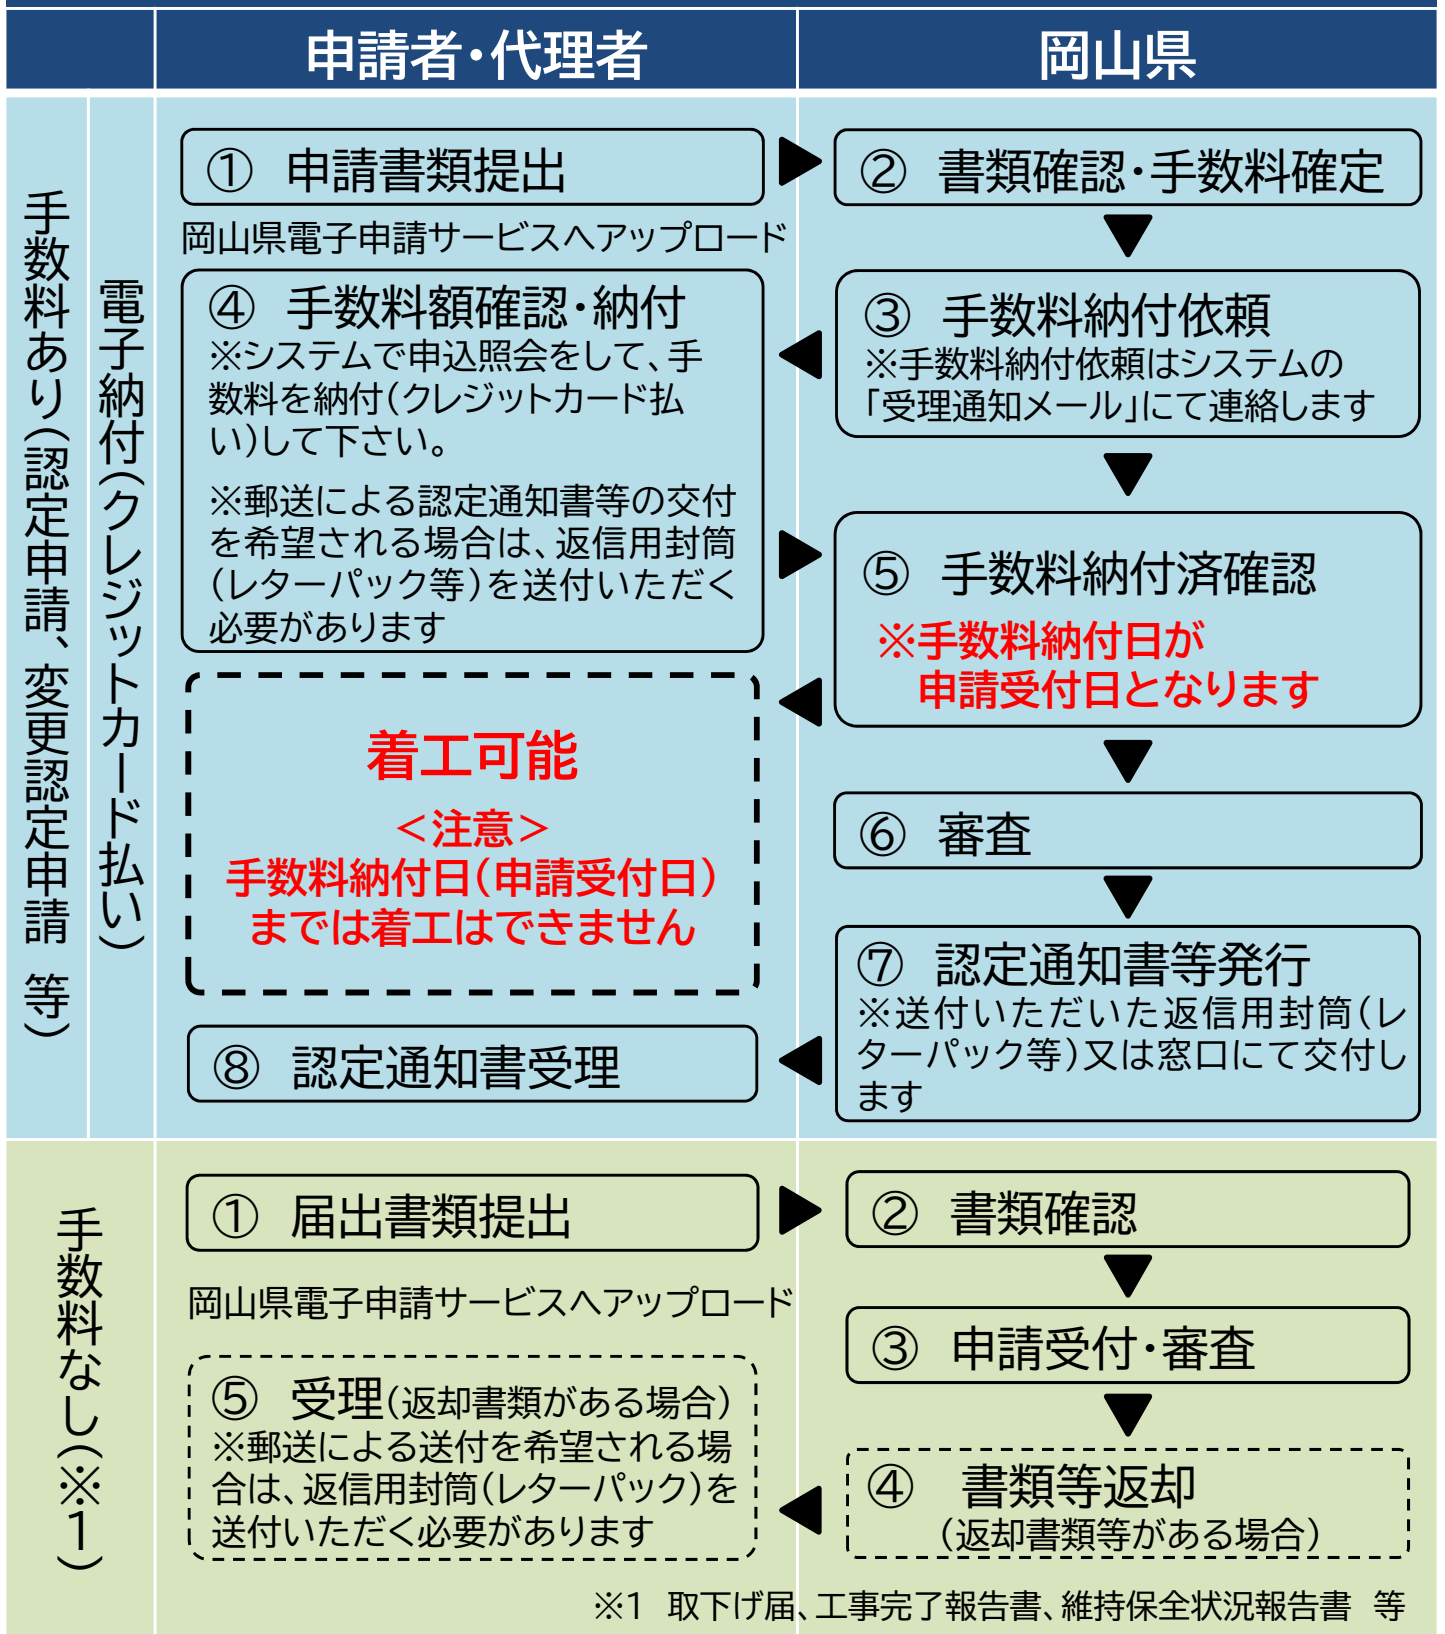 申請者・代理者
岡山県
手数料あり（認定申請、変更認定申請 等）
電子納付（クレジットカード払い）
① 申請書類提出
岡山県電子申請サービスへアップロード
② 書類確認・手数料確定
③ 手数料納付依頼
※手数料納付依頼はシステムの
「受理通知メール」にて連絡します
④ 手数料額確認・納付
※システムで申込照会をして、手
数料を納付（クレジットカード払
い）して下さい。
※郵送による認定通知書等の交付
を希望される場合は、返信用封筒
（レターパック等）を送付いただく
必要があります
⑤ 手数料納付済確認
※手数料納付日が
申請受付日となります
着工可能
＜注意＞
手数料納付日（申請受付日）
までは着工はできません
⑥ 審査
⑦ 認定通知書等発行
※送付いただいた返信用封筒（レ
ターパック等）又は窓口にて交付し
ます
⑧ 認定通知書受理
手数料なし（※１）
① 届出書類提出
岡山県電子申請サービスへアップロード
② 書類確認
③ 申請受付・審査
④ 書類等返却
（返却書類等がある場合）
⑤ 受理（返却書類がある場合）
※郵送による送付を希望される場
合は、返信用封筒（レターパック）を
送付いただく必要があります
※1 取下げ届、工事完了報告書、維持保全状況報告書 等